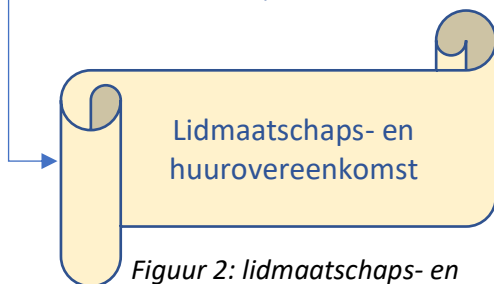 Lidmaatschaps- en
huurovereenkomst
Figuur 2: lidmaatschaps- en